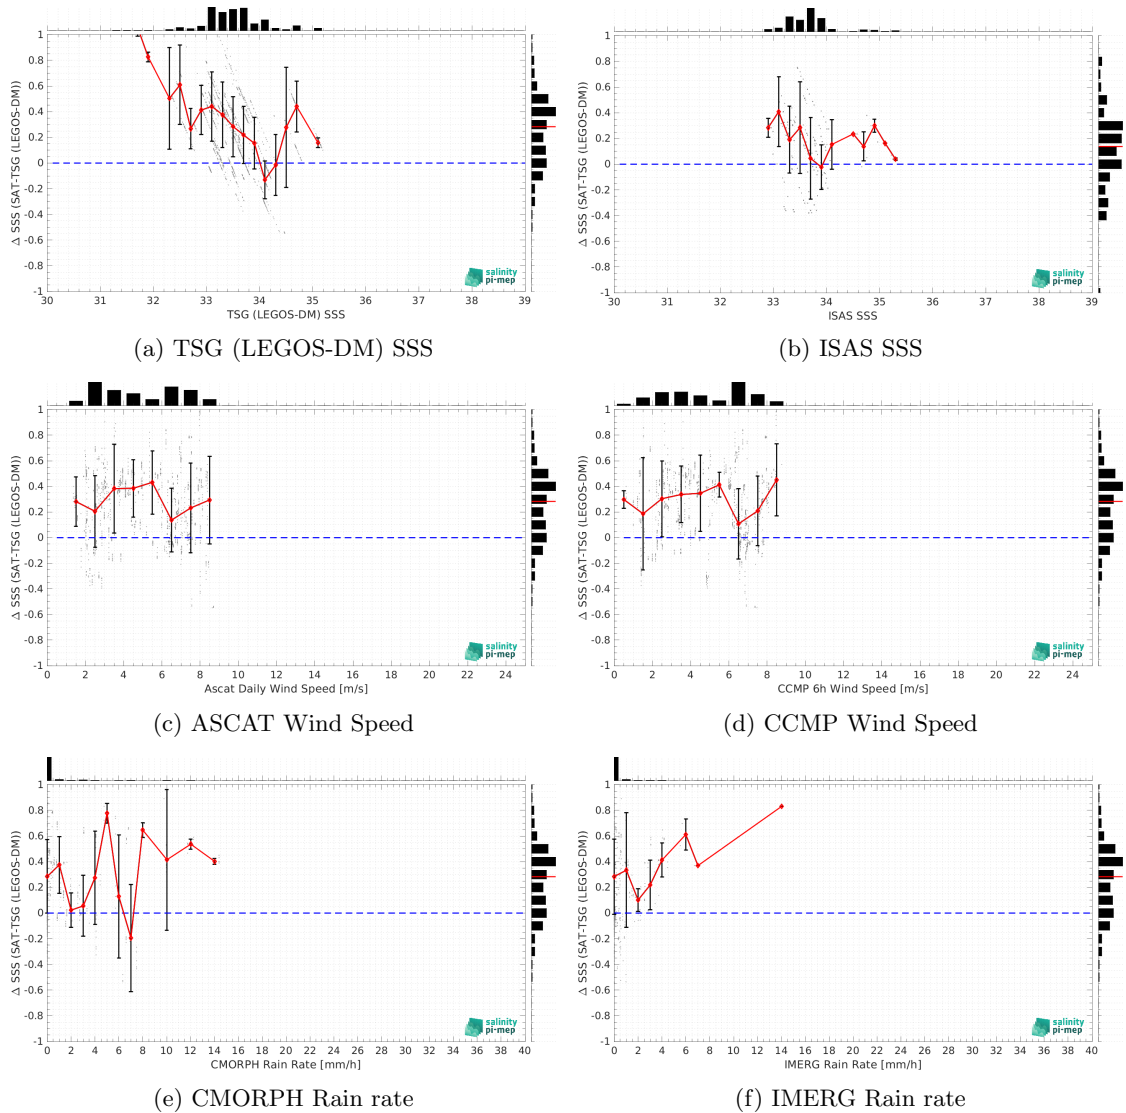 1
0.8
0.6
0.4
0.2
0
-0.2
-0.4
-0.6
-0.8
-1
Δ SSS (SAT-TSG (LEGOS-DM))
30 31 32 33 34 35 36 37 38 39
TSG (LEGOS-DM) SSS
salinity
pi-mep
(a) TSG (LEGOS-DM) SSS
1
0.8
0.6
0.4
0.2
0
-0.2
-0.4
-0.6
-0.8
-1
Δ SSS (SAT-TSG (LEGOS-DM))
30 31 32 33 34 35 36 37 38 39
ISAS SSS
salinity
pi-mep
(b) ISAS SSS
1
0.8
0.6
0.4
0.2
0
-0.2
-0.4
-0.6
-0.8
-1
Δ SSS (SAT-TSG (LEGOS-DM))
0 2 4 6 8 10 12 14 16 18 20 22 24
Ascat Daily Wind Speed [m/s]
salinity
pi-mep
(c) ASCAT Wind Speed
1
0.8
0.6
0.4
0.2
0
-0.2
-0.4
-0.6
-0.8
-1
Δ SSS (SAT-TSG (LEGOS-DM))
0 2 4 6 8 10 12 14 16 18 20 22 24
CCMP 6h Wind Speed [m/s]
salinity
pi-mep
(d) CCMP Wind Speed
1
0.8
0.6
0.4
0.2
0
-0.2
-0.4
-0.6
-0.8
-1
Δ SSS (SAT-TSG (LEGOS-DM))
0 2 4 6 8 10 12 14 16 18 20 22 24 26 28 30 32 34 36 38 40
CMORPH Rain Rate [mm/h]
salinity
pi-mep
(e) CMORPH Rain rate
1
0.8
0.6
0.4
0.2
0
-0.2
-0.4
-0.6
-0.8
-1
Δ SSS (SAT-TSG (LEGOS-DM))
0 2 4 6 8 10 12 14 16 18 20 22 24 26 28 30 32 34 36 38 40
IMERG Rain Rate [mm/h]
salinity
pi-mep
(f) IMERG Rain rate